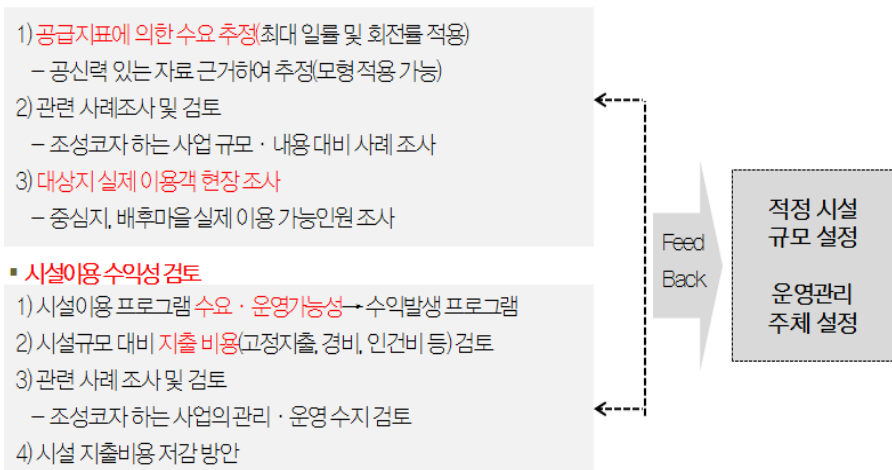 1) 공급지표에 의한 수요 추정(최대 일률 및 회전률 적용)
– 공신력 있는 자료 근거하여 추정(모형 적용 가능)
2) 관련 사례조사 및 검토
– 조성코자 하는 사업 규모 · 내용 대비 사례 조사
3) 대상지 실제 이용객 현장 조사
– 중심지, 배후마을 실제 이용 가능인원 조사
▪ 시설이용 수익성 검토
1) 시설이용 프로그램 수요 · 운영가능성 → 수익발생 프로그램
2) 시설규모 대비 지출 비용(고정지출, 경비, 인건비 등) 검토
3) 관련 사례 조사 및 검토
– 조성코자 하는 사업의 관리 · 운영 수지 검토
4) 시설 지출비용 저감 방안
Feed
Back
적정 시설
규모 설정
운영관리
주체 설정